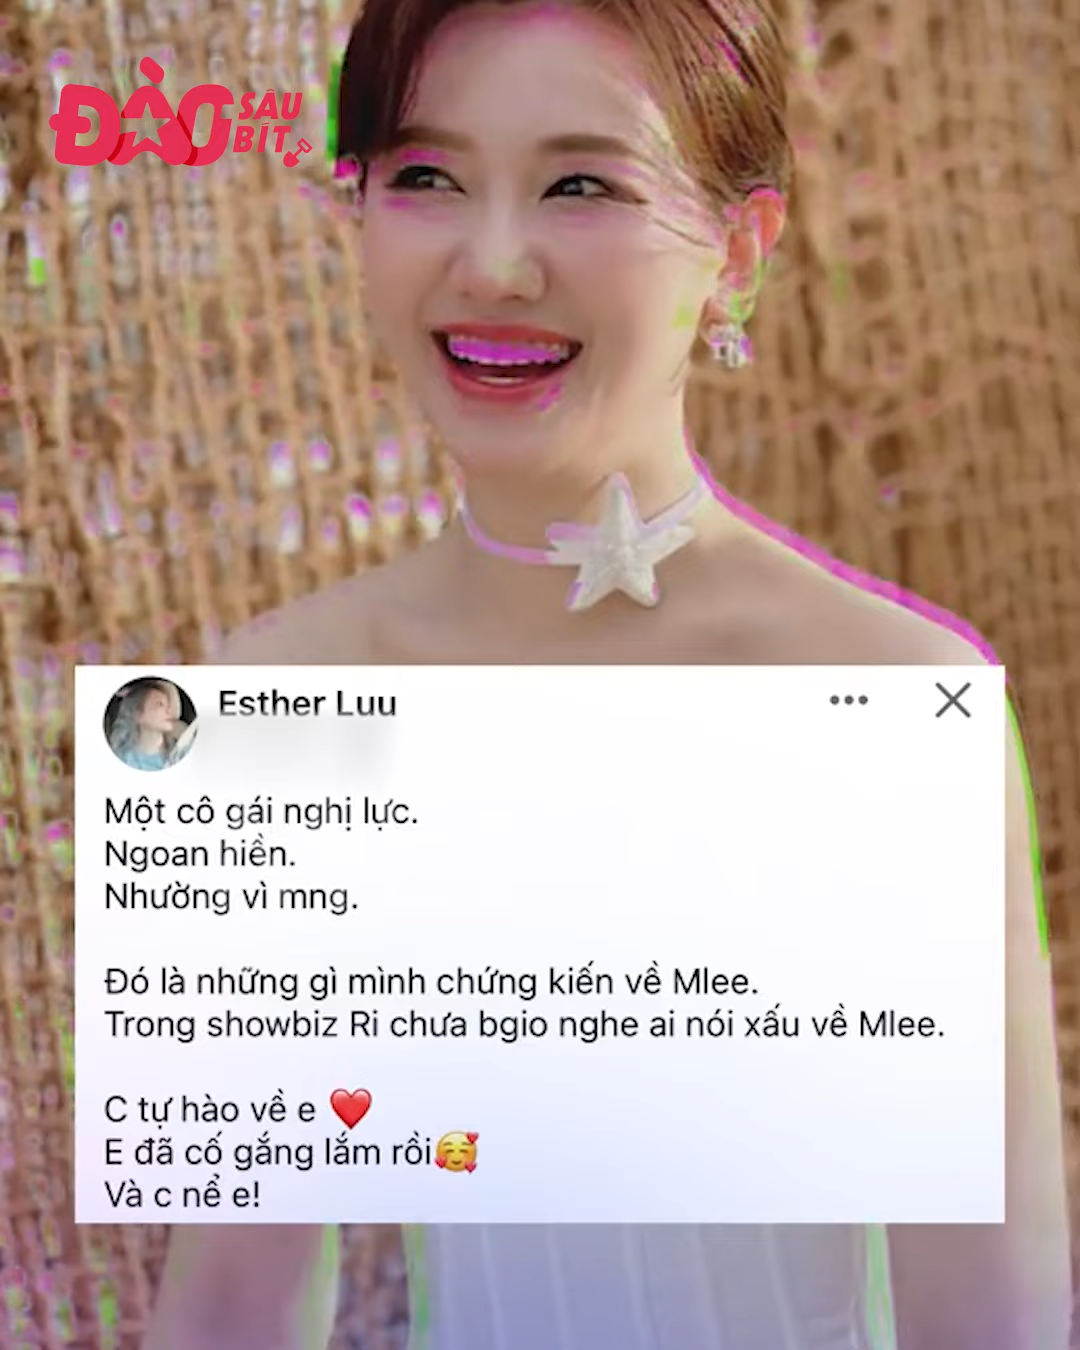 ĐÀO SÂU BÍT
Esther Luu
Một cô gái nghị lực.
Ngoan hiền.
Nhường vì mng.
Đó là những gì mình chứng kiến về Mlee.
Trong showbiz Ri chưa bgio nghe ai nói xấu về Mlee.
C tự hào về e ❤️
E đã cố gắng lắm rồi🥰
Và c nể e!